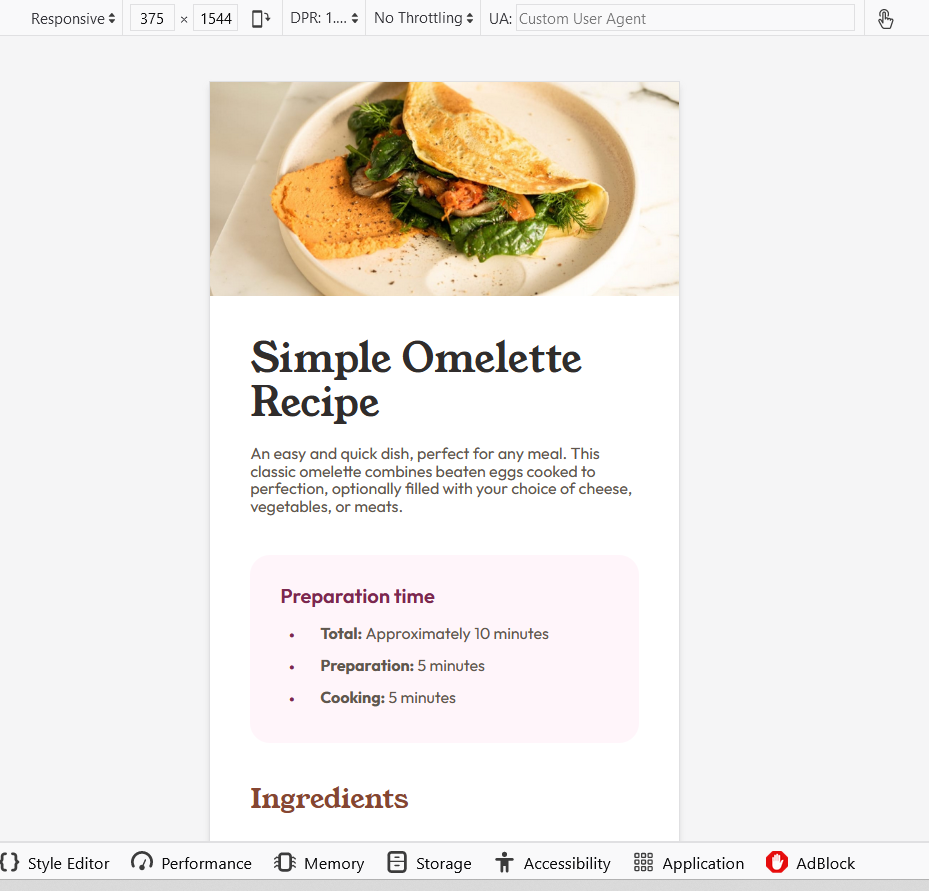 Responsive 375 × 1544 DPR: 1.... No Throttling UA: Custom User Agent
Simple Omelette
Recipe
An easy and quick dish, perfect for any meal. This
classic omelette combines beaten eggs cooked to
perfection, optionally filled with your choice of cheese,
vegetables, or meats.
Preparation time
• Total: Approximately 10 minutes
• Preparation: 5 minutes
• Cooking: 5 minutes
Ingredients
{} Style Editor Performance Memory Storage Accessibility Application AdBlock